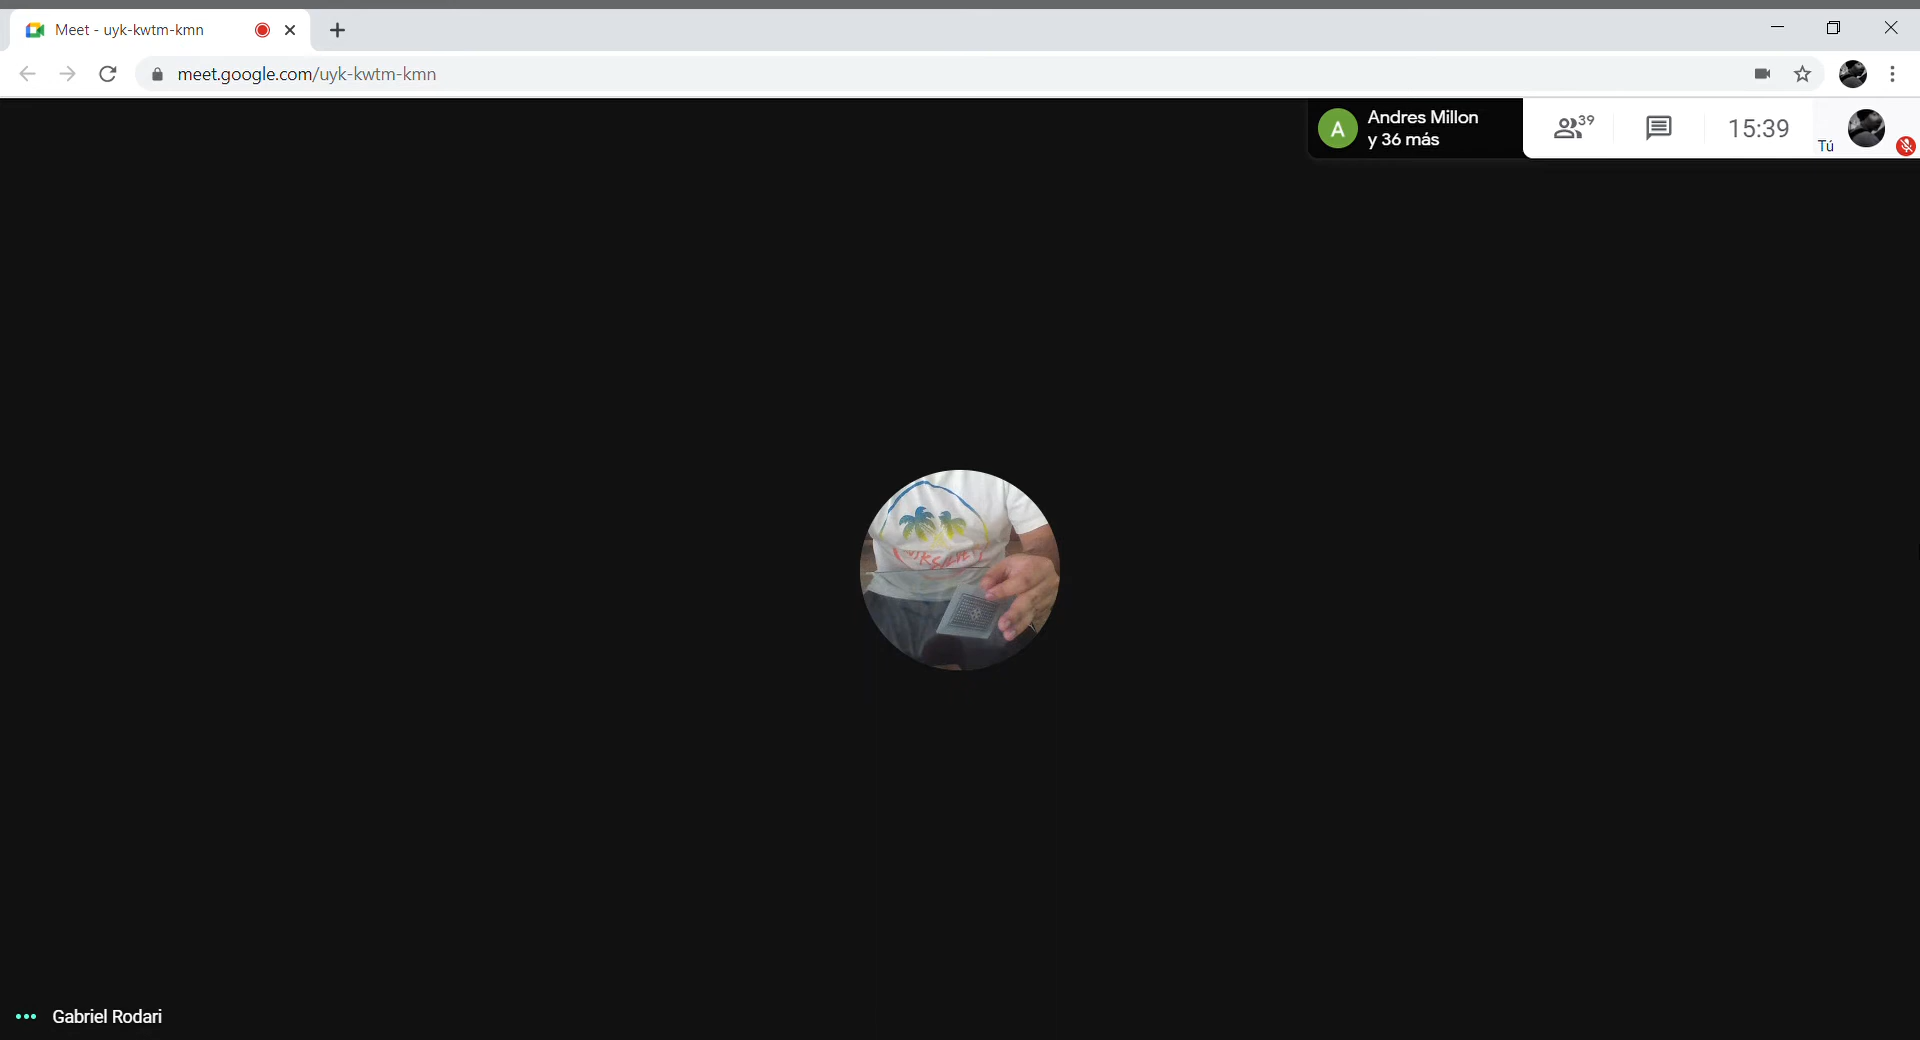 Meet - uyk-kwtm-kmn
meet.google.com/uyk-kwtm-kmn
A
Andres Millon
y 36 más
39
15:39
Tú
Gabriel Rodari